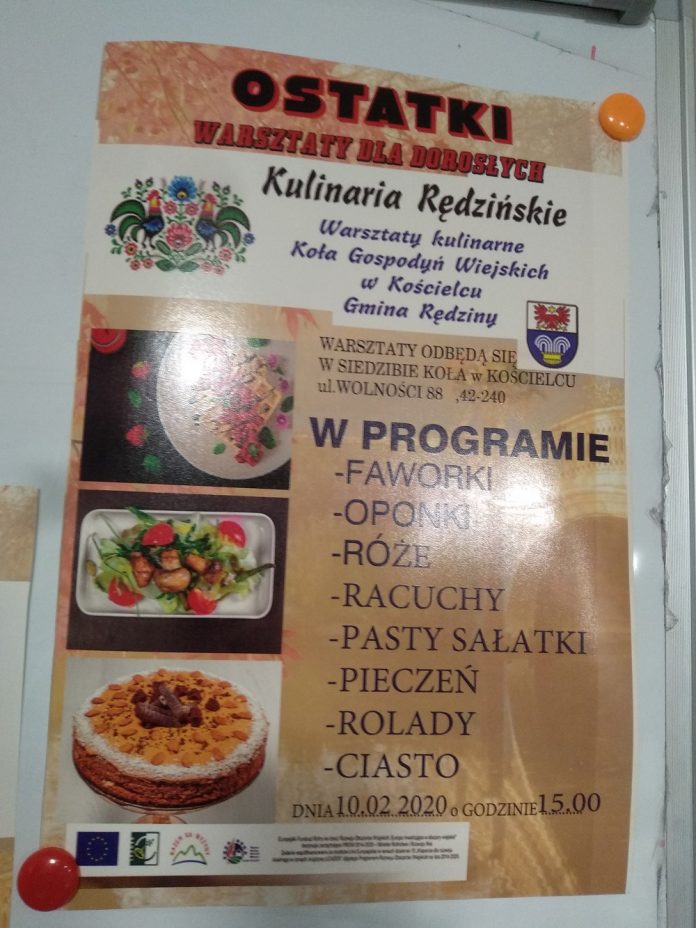 OSTATKI
WARSZTATY DLA DOROSŁYCH
Kulinaria Rędzińskie
Warsztaty kulinarne
Koła Gospodyń Wiejskich
w Kościelcu
Gmina Rędziny
WARSZTATY ODBĘDĄ SIĘ
W SIEDZIBIE KOŁA w KOŚCIELCU
ul.WOLNOŚCI 88 ,42-240
W PROGRAMIE
-FAWORKI
-OPONKI
-RÓŻE
-RACUCHY
-PASTY SAŁATKI
-PIECZEŃ
-ROLADY
-CIASTO
DNIA 10.02 2020 o GODZINIE 15.00